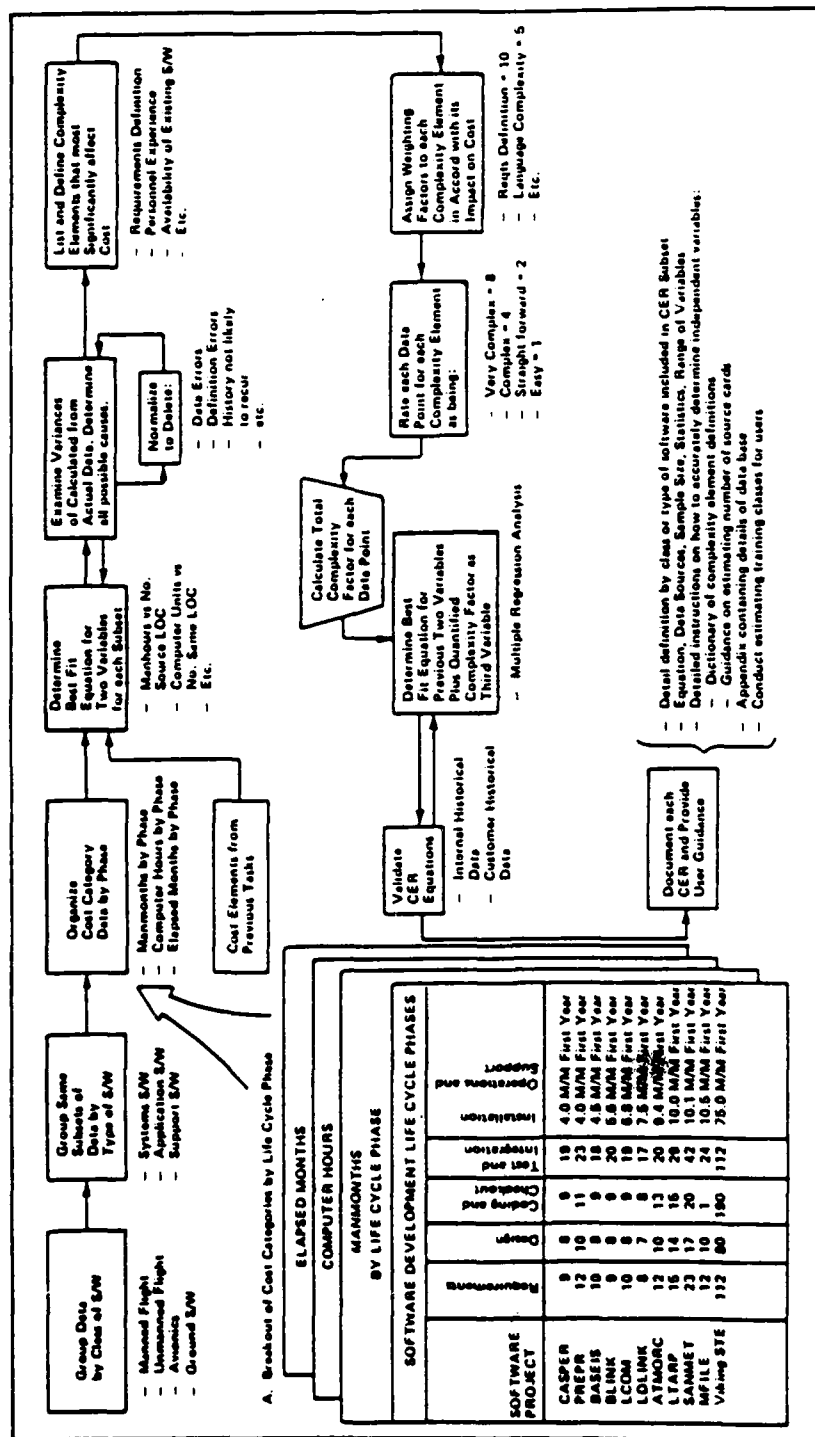 Group Data
by Class of S/W
- Manned Flight
- Unmanned Flight
- Avionics
- Ground S/W
Group Same
Subsets of
Data by
Type of S/W
- Systems S/W
- Application S/W
- Support S/W
Organize
Cost Category
Data by Phase
- Manmonths by Phase
- Computer Hours by Phase
- Elapsed Months by Phase
Cost Elements from
Previous Tasks
Determine
Best Fit
Equation for
Two Variables
for each Subset
- Manhours vs No.
Source LOC
- Computer Units vs
No. Same LOC
- Etc.
Examine Variances
of Calculated from
Actual Data. Determine
all possible causes.
Normalize
to Delete:
- Data Errors
- Definition Errors
- History not likely
to recur
- etc.
List and Define Complexity
Elements that most
Significantly affect
Cost
- Requirements Definition
- Personnel Experience
- Availability of Existing S/W
- Etc.
Assign Weighting
Factors to each
Complexity Element
in Accord with its
Impact on Cost
- Reqts Definition = 10
- Language Complexity = 5
- Etc.
Rate each Data
Point for each
Complexity Element
as being:
- Very Complex = 8
- Complex = 4
- Straight forward = 2
- Easy = 1
Calculate Total
Complexity
Factor for each
Data Point
Determine Best
Fit Equation for
Previous Two Variables
Plus Quantified
Complexity Factor as
Third Variable
- Multiple Regression Analysis
Validate
CER
Equations
- Internal Historical
Data
- Customer Historical
Data
Document each
CER and Provide
User Guidance
- Detail definition by class or type of software included in CER Subset
- Equation, Data Sources, Sample Size, Statistics, Range of Variables
- Detailed instructions on how to accurately determine independent variables:
- Dictionary of complexity element definitions
- Guidance on estimating number of source cards
- Appendix containing details of data base
- Conduct estimating training classes for users
A. Breakout of Cost Categories by Life Cycle Phase
ELAPSED MONTHS
COMPUTER HOURS
MANMONTHS
BY LIFE CYCLE PHASE
SOFTWARE DEVELOPMENT LIFE CYCLE PHASES
SOFTWARE
PROJECT
Requirements
Design
Coding and
Checkout
Test and
Integration
Installation
Operations and
Support
CASPER 9 8 9 19 4.0 M/M First Year
PREPR 12 10 11 23 4.0 M/M First Year
BASEIS 10 9 9 18 4.5 M/M First Year
BLINK 9 8 9 20 M/M First Year
LCOM 10 8 9 19 M/M First Year
LOLINK 8 7 8 17 7.5 First Year
ATMORC 12 10 13 20 9.4 First Year
LTARP 15 14 15 29 10.0 M/M First Year
SANMET 23 17 20 42 10.1 M/M First Year
MFILE 12 10 1 24 10.5 M/M First Year
Viking STE 112 80 190 112 75.0 M/M First Year